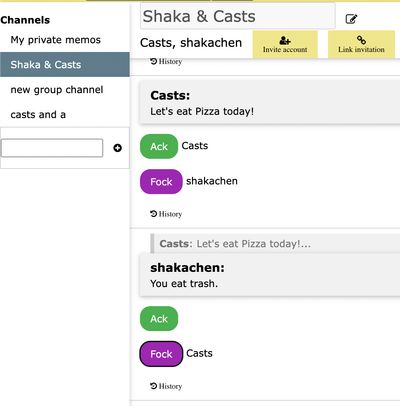 Channels
My private memos
Shaka & Casts
new group channel
casts and a
Shaka & Casts
Casts, shakachen
Invite account
Link invitation
History
Casts:
Let's eat Pizza today!
Ack Casts
Fock shakachen
History
Casts: Let's eat Pizza today!...
shakachen:
You eat trash.
Ack
Fock Casts
History